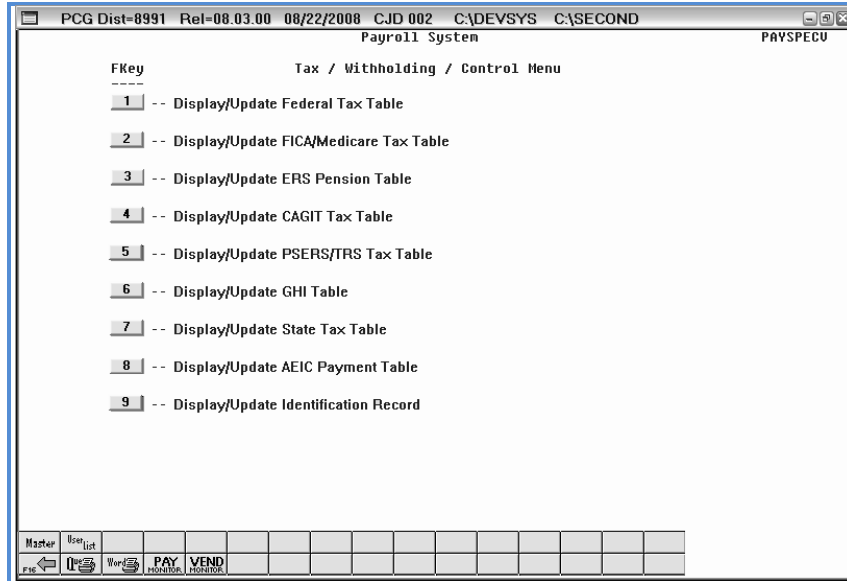 PCG Dist=8991 Rel=08.03.00 08/22/2008 CJD 002 C:\DEVSYS C:\SECOND
Payroll System PAYSPECV
FKey Tax / Withholding / Control Menu
----
1 -- Display/Update Federal Tax Table
2 -- Display/Update FICA/Medicare Tax Table
3 -- Display/Update ERS Pension Table
4 -- Display/Update CAGIT Tax Table
5 -- Display/Update PSERS/TRS Tax Table
6 -- Display/Update GHI Table
7 -- Display/Update State Tax Table
8 -- Display/Update AEIC Payment Table
9 -- Display/Update Identification Record
Master User list
F16 Que Word PAY MONITOR VEND MONITOR